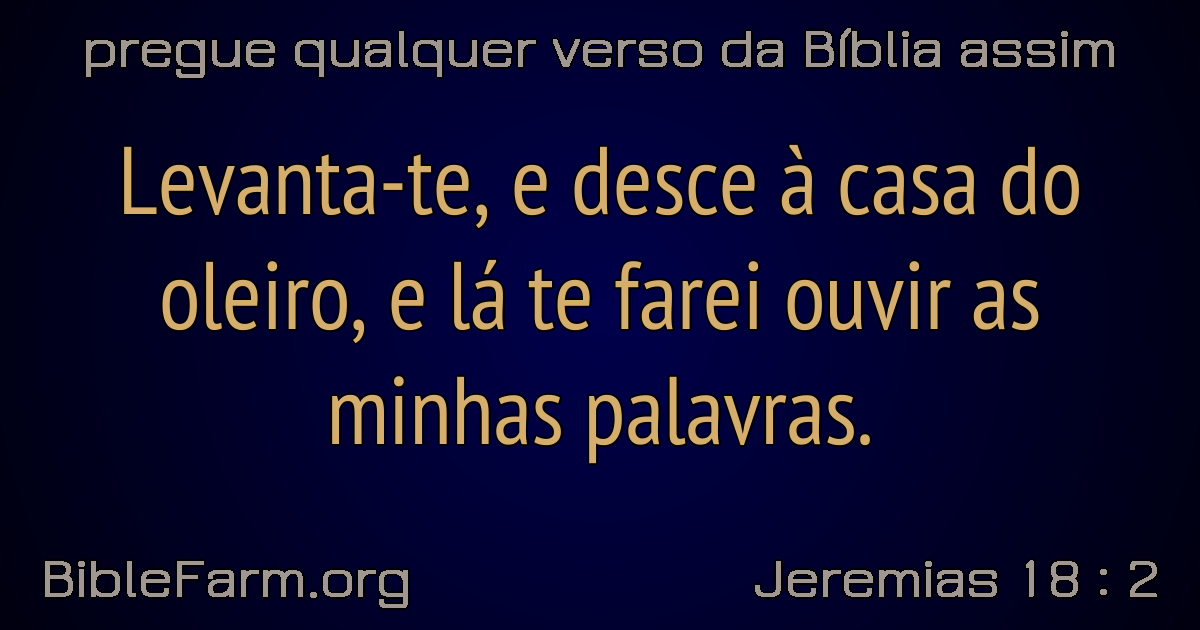 pregue qualquer verso da Bíblia assim
Levanta-te, e desce à casa do
oleiro, e lá te farei ouvir as
minhas palavras.
BibleFarm.org
Jeremias 18 : 2